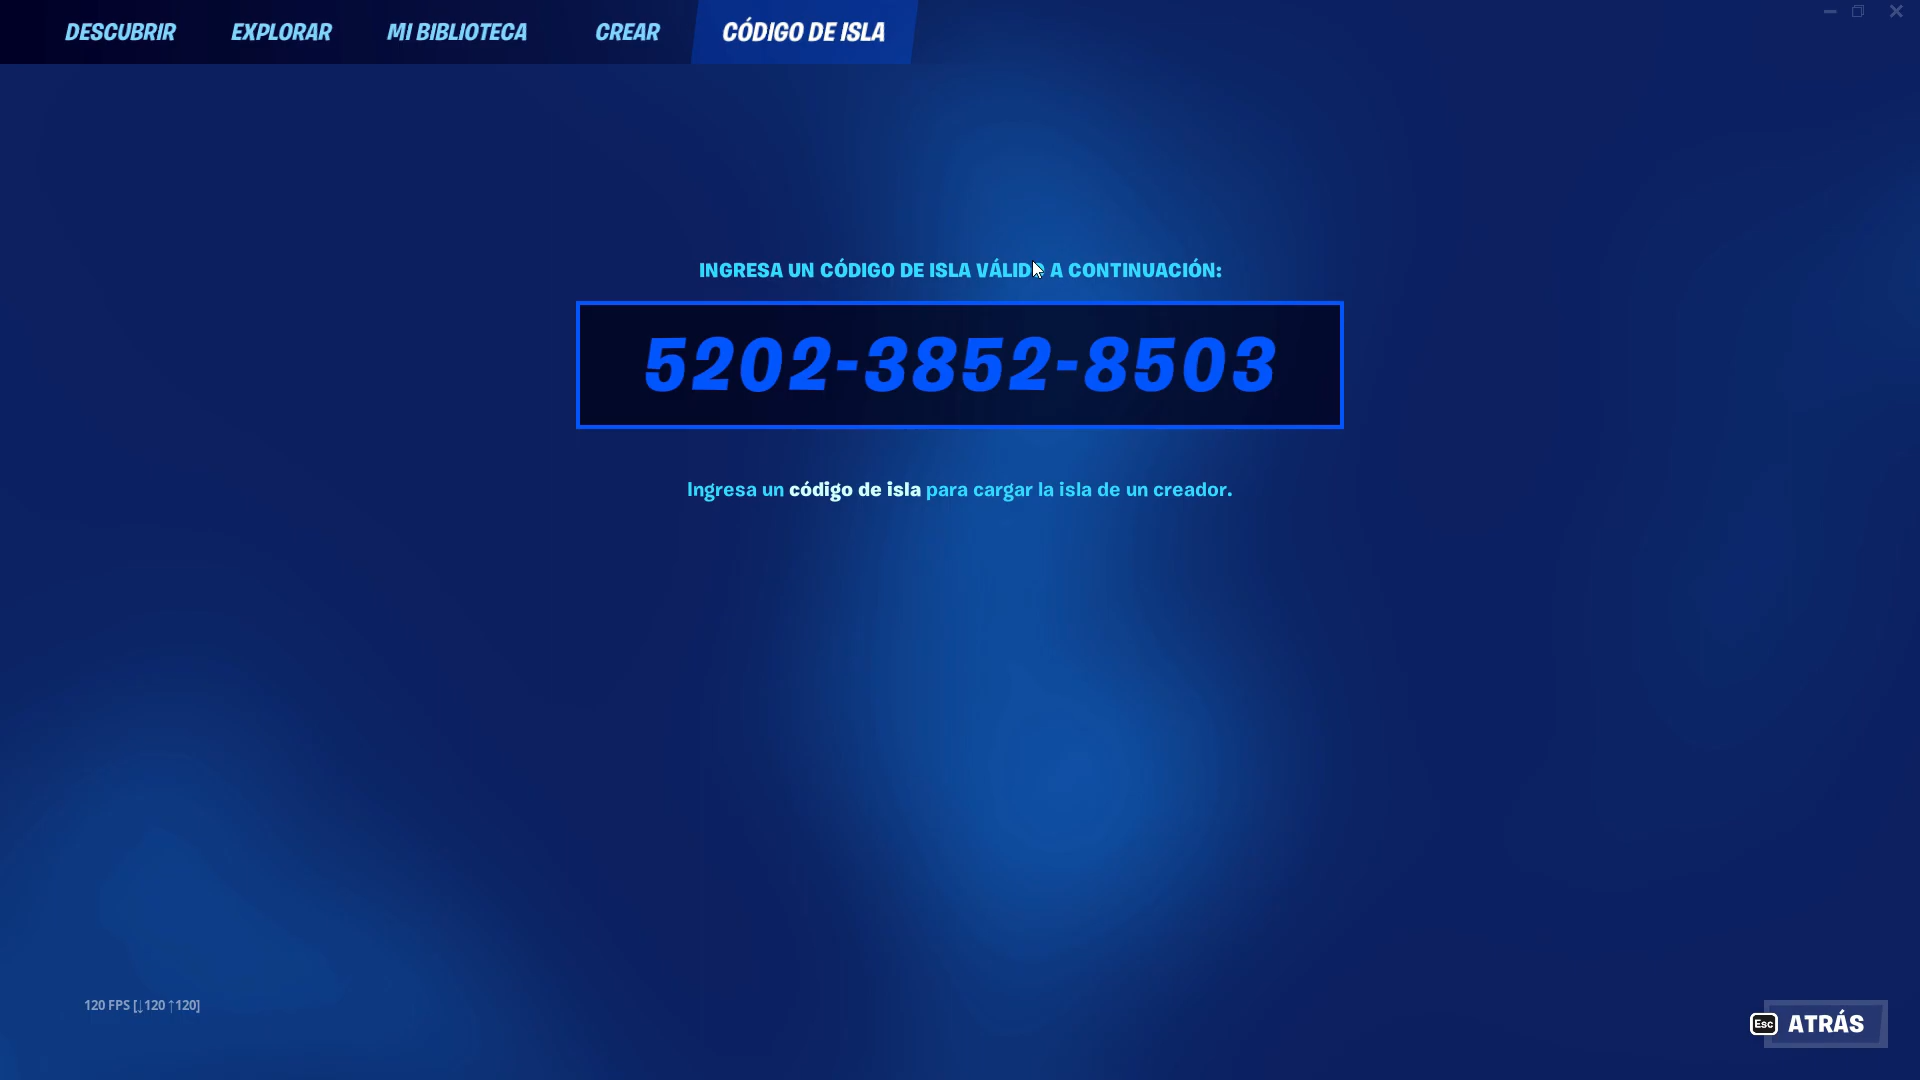 DESCUBRIR EXPLORAR MI BIBLIOTECA CREAR CÓDIGO DE ISLA
INGRESA UN CÓDIGO DE ISLA VÁLIDO A CONTINUACIÓN:
5202-3852-8503
Ingresa un código de isla para cargar la isla de un creador.
120 FPS [↓120 ↑120]
Esc ATRÁS